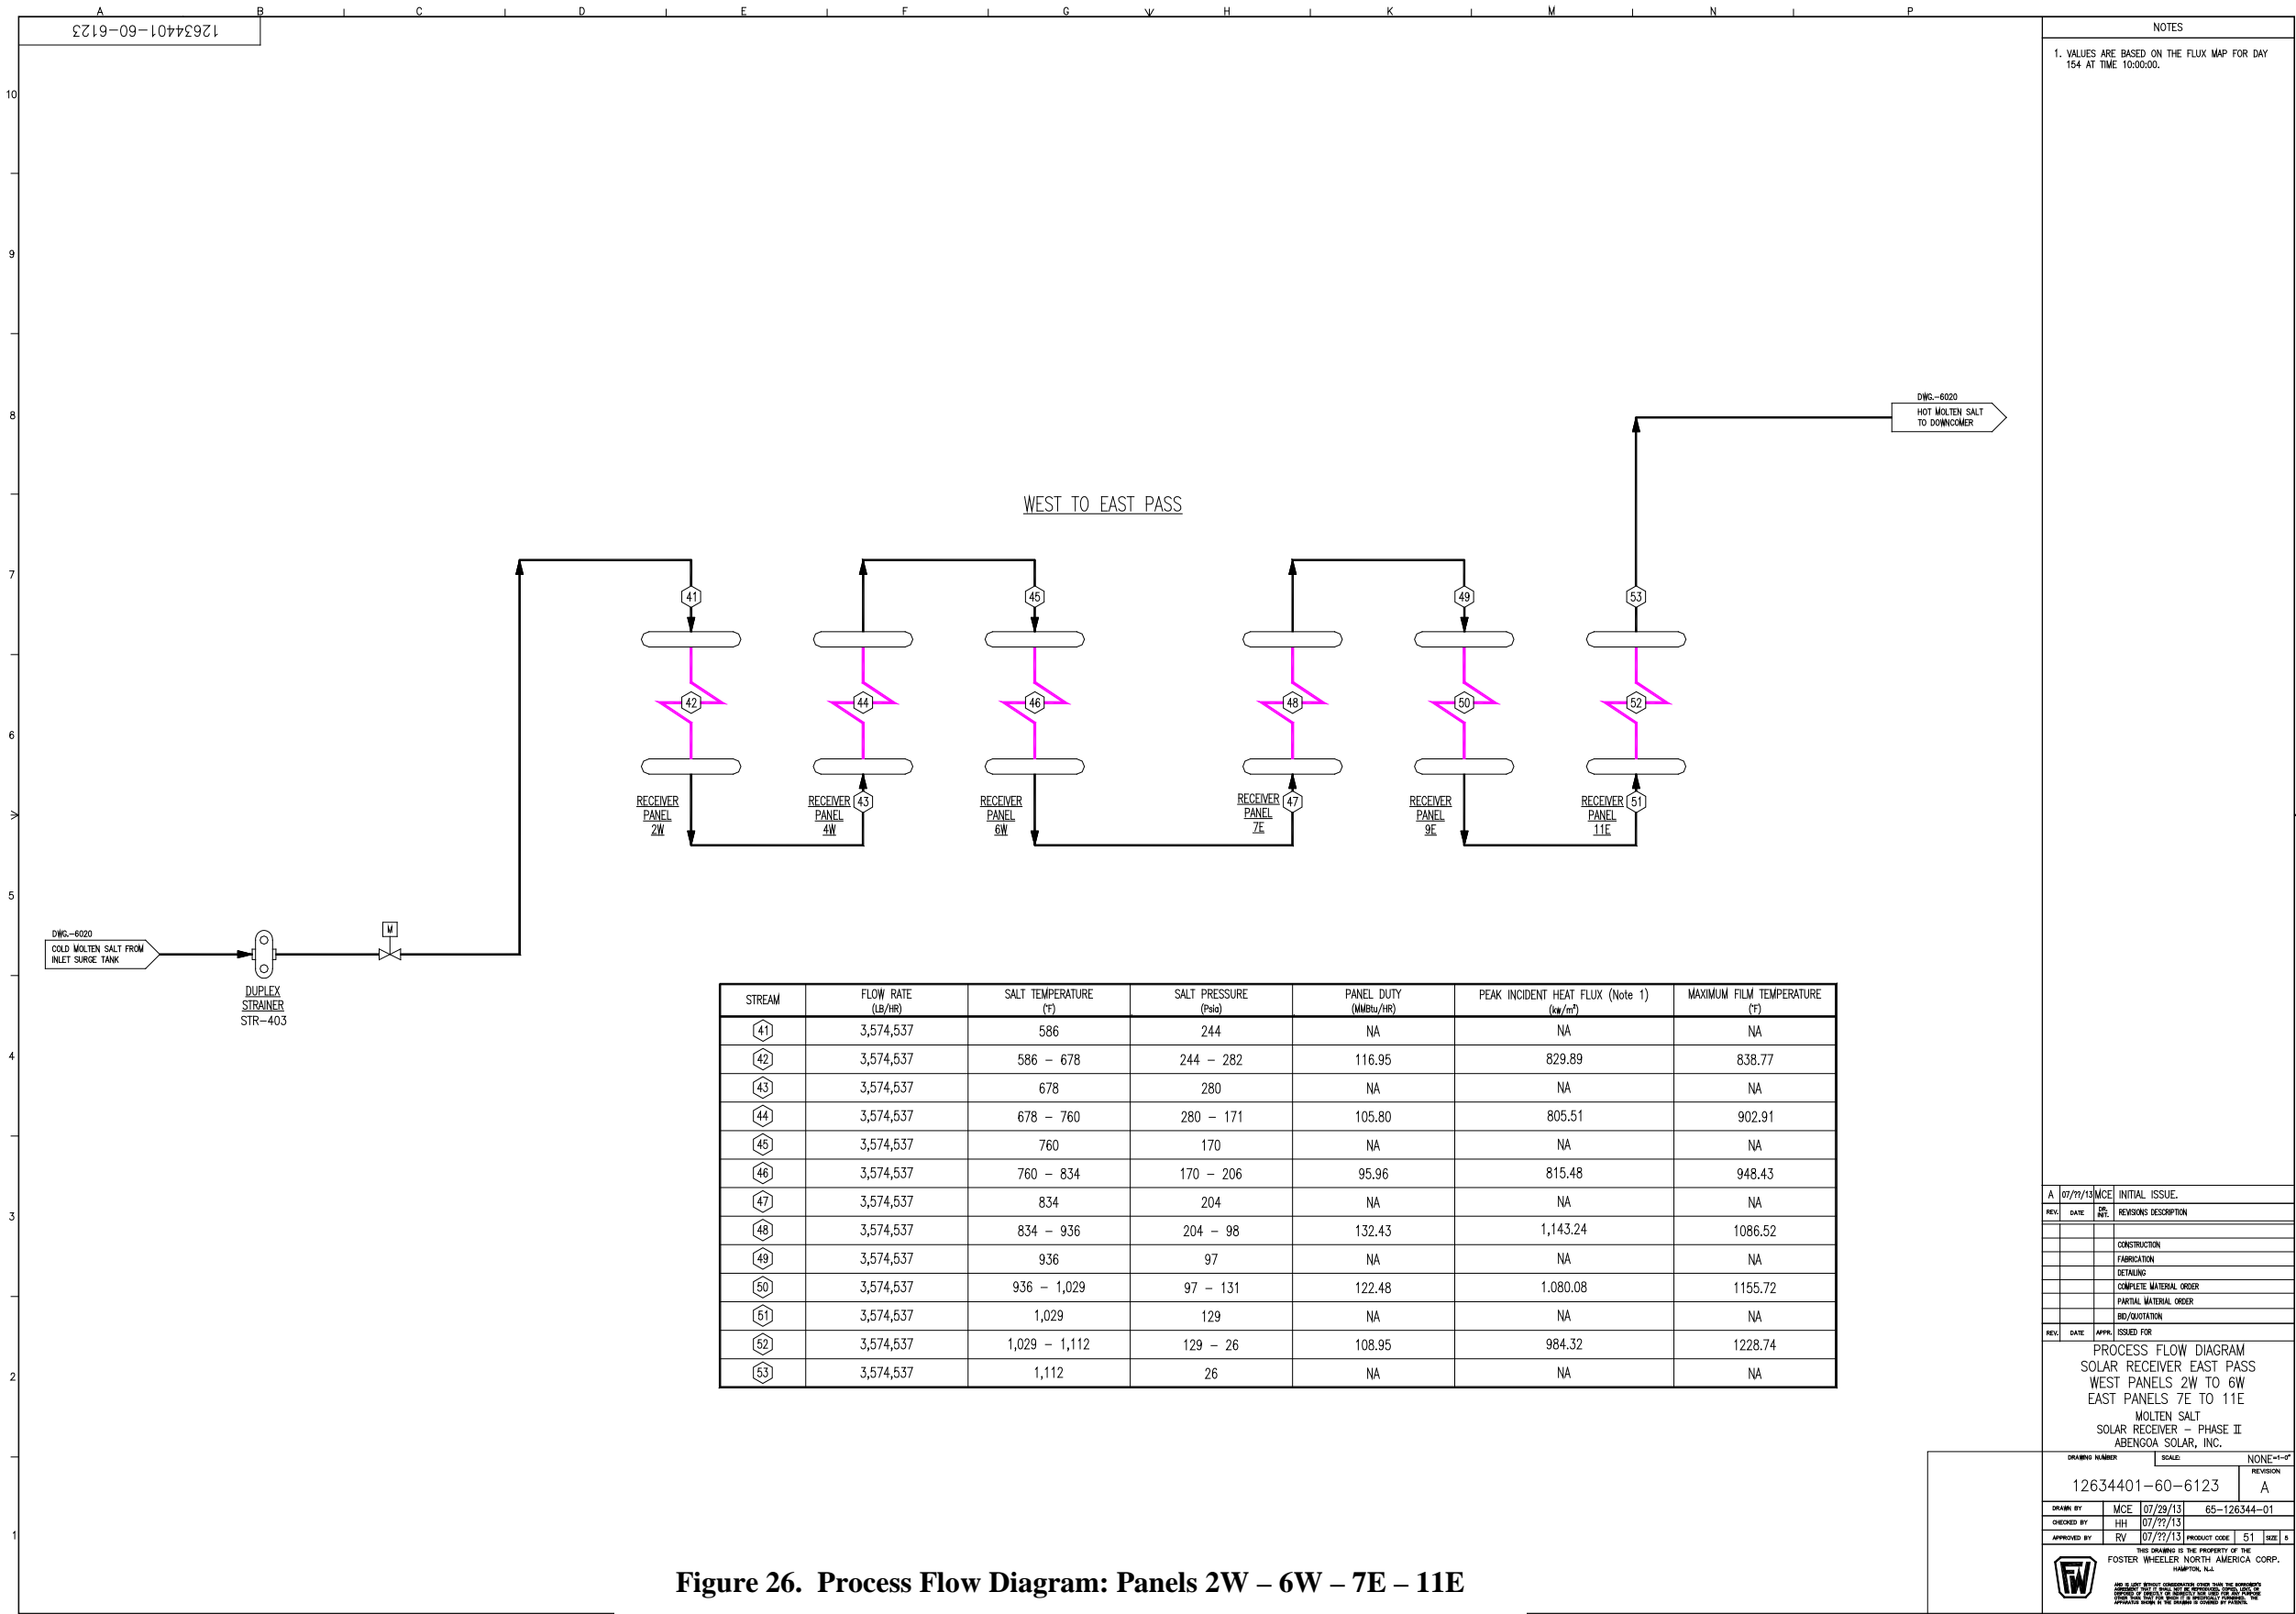 A B C D E F G H K M N P
12634401-60-6123
10
9
8
7
6
5
4
3
2
1
NOTES
1. VALUES ARE BASED ON THE FLUX MAP FOR DAY
154 AT TIME 10:00:00.
DWG.-6020
HOT MOLTEN SALT
TO DOWNCOMER
WEST TO EAST PASS
41
45
49
53
42
44
46
48
50
52
43
47
51
RECEIVER
PANEL
2W
RECEIVER
PANEL
4W
RECEIVER
PANEL
6W
RECEIVER
PANEL
7E
RECEIVER
PANEL
9E
RECEIVER
PANEL
11E
DWG.-6020
COLD MOLTEN SALT FROM
INLET SURGE TANK
M
DUPLEX
STRAINER
STR-403
STREAM FLOW RATE (LB/HR) SALT TEMPERATURE (°F) SALT PRESSURE (Psia) PANEL DUTY (MMBtu/HR) PEAK INCIDENT HEAT FLUX (Note 1) (kw/m²) MAXIMUM FILM TEMPERATURE (°F)
41 3,574,537 586 244 NA NA NA
42 3,574,537 586 - 678 244 - 282 116.95 829.89 838.77
43 3,574,537 678 280 NA NA NA
44 3,574,537 678 - 760 280 - 171 105.80 805.51 902.91
45 3,574,537 760 170 NA NA NA
46 3,574,537 760 - 834 170 - 206 95.96 815.48 948.43
47 3,574,537 834 204 NA NA NA
48 3,574,537 834 - 936 204 - 98 132.43 1,143.24 1086.52
49 3,574,537 936 97 NA NA NA
50 3,574,537 936 - 1,029 97 - 131 122.48 1.080.08 1155.72
51 3,574,537 1,029 129 NA NA NA
52 3,574,537 1,029 - 1,112 129 - 26 108.95 984.32 1228.74
53 3,574,537 1,112 26 NA NA NA
A 07/??/13 MCE INITIAL ISSUE.
REV. DATE DR. INIT. REVISIONS DESCRIPTION
CONSTRUCTION
FABRICATION
DETAILING
COMPLETE MATERIAL ORDER
PARTIAL MATERIAL ORDER
BID/QUOTATION
REV. DATE APPR. ISSUED FOR
PROCESS FLOW DIAGRAM
SOLAR RECEIVER EAST PASS
WEST PANELS 2W TO 6W
EAST PANELS 7E TO 11E
MOLTEN SALT
SOLAR RECEIVER - PHASE II
ABENGOA SOLAR, INC.
DRAWING NUMBER SCALE: NONE=1-0"
12634401-60-6123 REVISION A
DRAWN BY MCE 07/29/13 65-126344-01
CHECKED BY HH 07/??/13
APPROVED BY RV 07/??/13 PRODUCT CODE 51 SIZE
FW
THIS DRAWING IS THE PROPERTY OF THE
FOSTER WHEELER NORTH AMERICA CORP.
HAMPTON, N.J.
Figure 26. Process Flow Diagram: Panels 2W – 6W – 7E – 11E